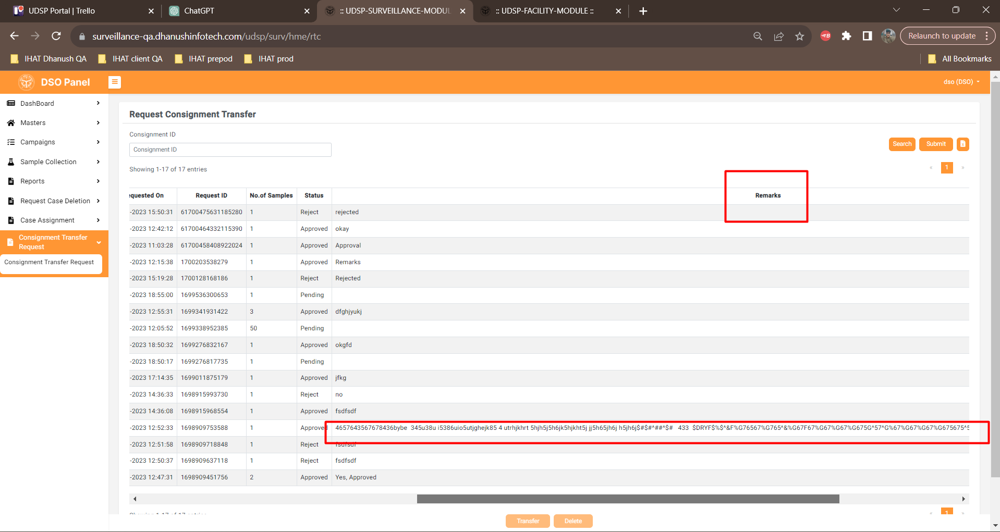 UDSP Portal | Trello
ChatGPT
:: UDSP-SURVEILLANCE-MODUL
:: UDSP-FACILITY-MODULE ::
surveillance-qa.dhanushinfotech.com/udsp/surv/hme/rtc
Relaunch to update
IHAT Dhanush QA
IHAT client QA
IHAT prepod
IHAT prod
All Bookmarks
DSO Panel
dso (DSO)
DashBoard
Masters
Campaigns
Sample Collection
Reports
Request Case Deletion
Case Assignment
Consignment Transfer
Request
Consignment Transfer Request
Request Consignment Transfer
Consignment ID
Consignment ID
Search Submit
Showing 1-17 of 17 entries
« 1 »
equested On Request ID No.of Samples Status Remarks
-2023 15:50:31 61700475631185280 1 Reject rejected
-2023 12:42:12 61700464332115390 1 Approved okay
-2023 11:03:28 61700458408922024 1 Approved Approval
-2023 12:15:38 1700203538279 1 Approved Remarks
-2023 15:19:28 1700128168186 1 Reject Rejected
-2023 18:55:00 1699536300653 1 Pending
-2023 12:55:31 1699341931422 3 Approved dfghjyukj
-2023 12:05:52 1699338952385 50 Pending
-2023 18:50:32 1699276832167 1 Approved okgfd
-2023 18:50:17 1699276817735 1 Pending
-2023 17:14:35 1699011875179 1 Approved jfkg
-2023 14:36:33 1698915993730 1 Reject no
-2023 14:36:08 1698915968554 1 Approved fsdfsdf
-2023 12:52:33 1698909753588 1 Approved 4657643567678436bybe 345u38u i5386uio5utjghejk85 4 utrhjkhrt 5hjh5j5h6jk5hjkht5j jj5h65jh6j h5jh6j$#$#^##^$# 433 $DRYF$%$^&F%G76567%G765^&%G67F67%G67%G67%G675G^57^G%67%G67%G67%G675675^5
-2023 12:51:58 1698909718848 1 Reject fsdfsdf
-2023 12:50:37 1698909637118 1 Reject fsdfsdf
-2023 12:47:31 1698909451756 2 Approved Yes, Approved
Showing 1-17 of 17 entries
« 1 »
Transfer Delete